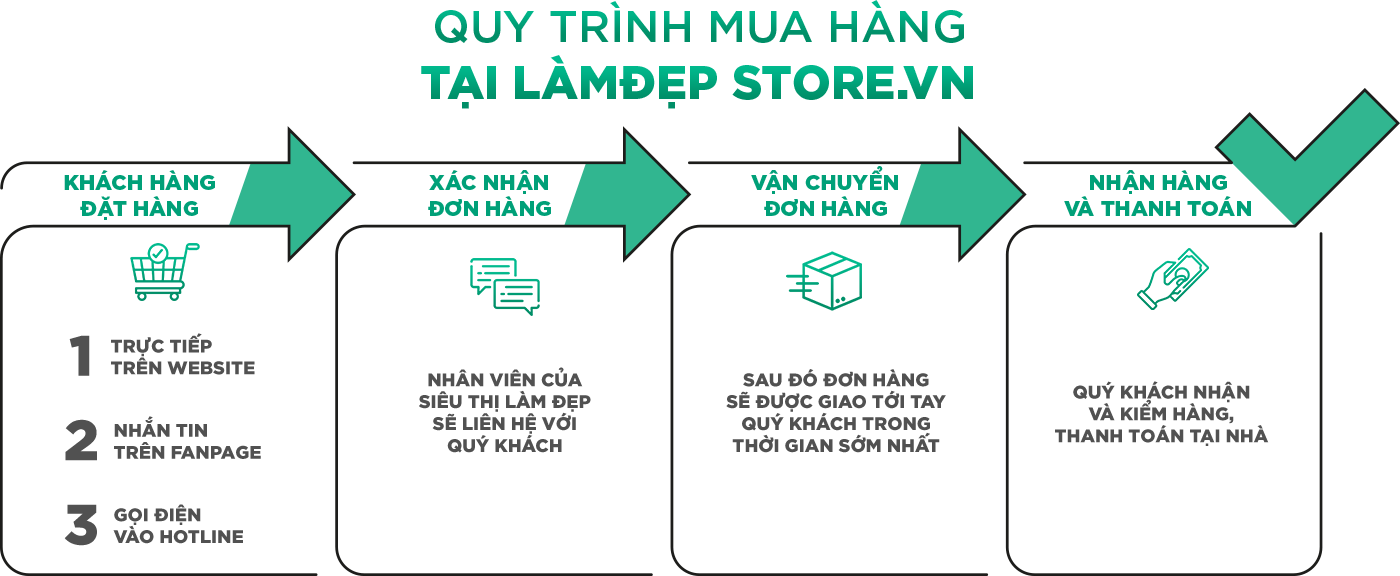 QUY TRÌNH MUA HÀNG
TẠI LÀMĐẸP STORE.VN
KHÁCH HÀNG
ĐẶT HÀNG
1 TRỰC TIẾP
TRÊN WEBSITE
2 NHẮN TIN
TRÊN FANPAGE
3 GỌI ĐIỆN
VÀO HOTLINE
XÁC NHẬN
ĐƠN HÀNG
NHÂN VIÊN CỦA
SIÊU THỊ LÀM ĐẸP
SẼ LIÊN HỆ VỚI
QUÝ KHÁCH
VẬN CHUYỂN
ĐƠN HÀNG
SAU ĐÓ ĐƠN HÀNG
SẼ ĐƯỢC GIAO TỚI TAY
QUÝ KHÁCH TRONG
THỜI GIAN SỚM NHẤT
NHẬN HÀNG
VÀ THANH TOÁN
QUÝ KHÁCH NHẬN
VÀ KIỂM HÀNG,
THANH TOÁN TẠI NHÀ